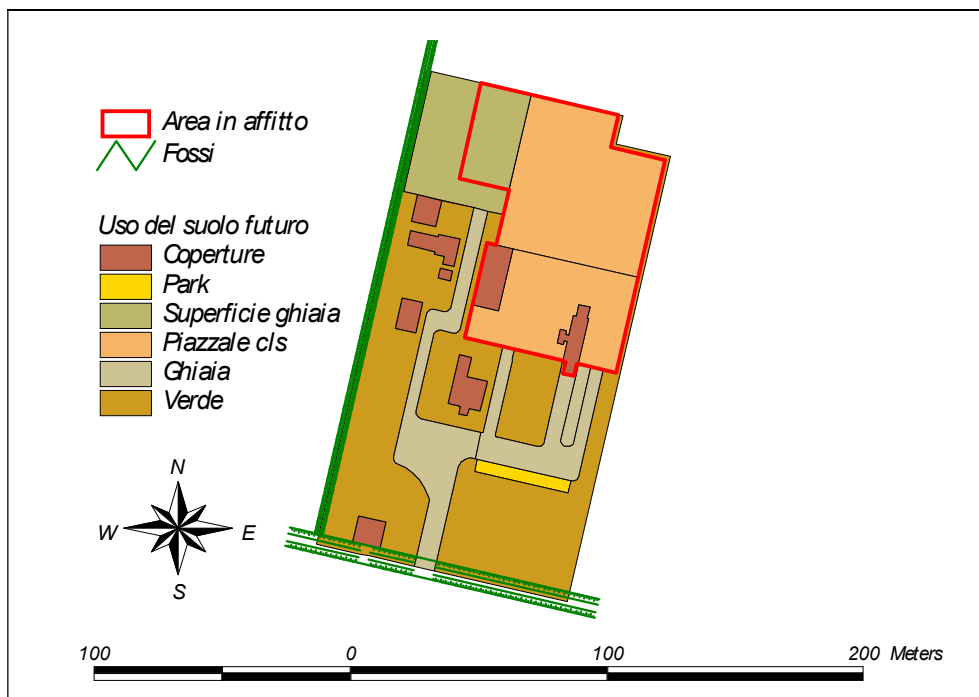 Area in affitto
Fossi
Uso del suolo futuro
Coperture
Park
Superficie ghiaia
Piazzale cls
Ghiaia
Verde
N
W E
S
100 0 100 200 Meters